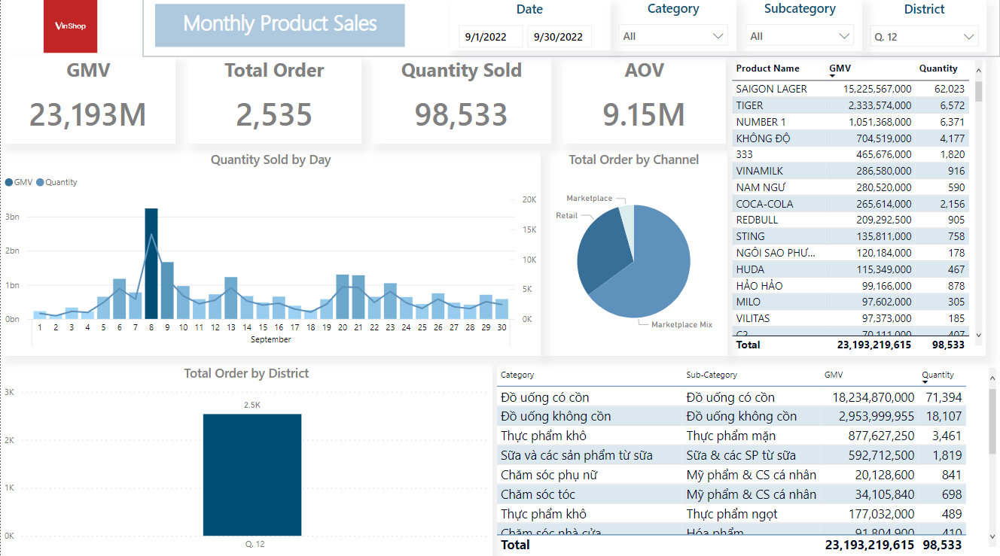 VinShop
Monthly Product Sales
Date
9/1/2022 9/30/2022
Category
All
Subcategory
All
District
Q. 12
GMV
23,193M
Total Order
2,535
Quantity Sold
98,533
AOV
9.15M
Product Name GMV Quantity
SAIGON LAGER 15,225,567,000 62,023
TIGER 2,333,574,000 6,572
NUMBER 1 1,051,368,000 6,371
KHÔNG ĐỘ 704,519,000 4,177
333 465,676,000 1,820
VINAMILK 286,580,000 916
NAM NGƯ 280,520,000 590
COCA-COLA 265,614,000 2,156
REDBULL 209,292,500 905
STING 135,811,000 758
NGÔI SAO PHƯ... 120,184,000 178
HUDA 115,349,000 467
HẢO HẢO 99,166,000 878
MILO 97,602,000 305
VILITAS 97,373,000 185
C2 70,111,000 407
Total 23,193,219,615 98,533
Quantity Sold by Day
GMV Quantity
3bn
2bn
1bn
0bn
20K
15K
10K
5K
0K
1 2 3 4 5 6 7 8 9 10 11 12 13 14 15 16 17 18 19 20 21 22 23 24 25 26 27 28 29 30
September
Total Order by Channel
Marketplace
Retail
Marketplace Mix
Total Order by District
3K
2K
1K
0K
2.5K
Q. 12
Category Sub-Category GMV Quantity
Đồ uống có cồn Đồ uống có cồn 18,234,870,000 71,394
Đồ uống không cồn Đồ uống không cồn 2,953,999,955 18,107
Thực phẩm khô Thực phẩm mặn 877,627,250 3,461
Sữa và các sản phẩm từ sữa Sữa & các SP từ sữa 592,712,500 1,819
Chăm sóc phụ nữ Mỹ phẩm & CS cá nhân 20,128,600 841
Chăm sóc tóc Mỹ phẩm & CS cá nhân 34,105,840 698
Thực phẩm khô Thực phẩm ngọt 177,032,000 489
Chăm sóc nhà cửa Hóa phẩm 91,804,900 410
Total 23,193,219,615 98,533